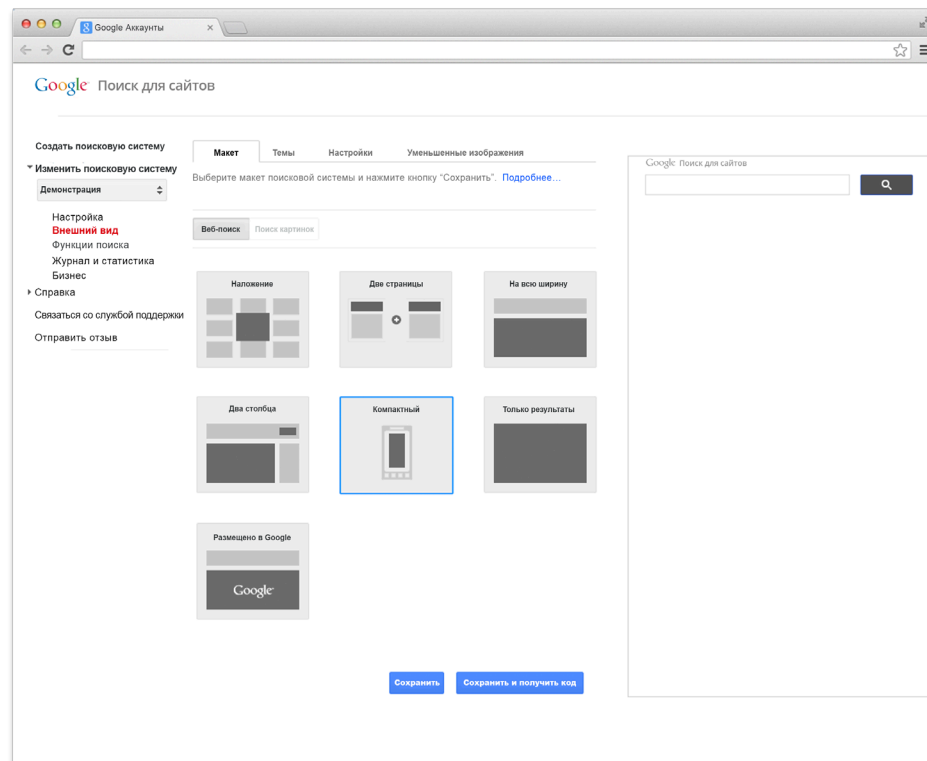 Google Аккаунты
Google Поиск для сайтов
Создать поисковую систему
Изменить поисковую систему
Демонстрация
Настройка
Внешний вид
Функции поиска
Журнал и статистика
Бизнес
Справка
Связаться со службой поддержки
Отправить отзыв
Макет Темы Настройки Уменьшенные изображения
Выберите макет поисковой системы и нажмите кнопку “Сохранить”. Подробнее...
Веб-поиск Поиск картинок
Наложение Две страницы На всю ширину
Два столбца Компактный Только результаты
Размещено в Google
Google
Сохранить Сохранить и получить код
Google Поиск для сайтов